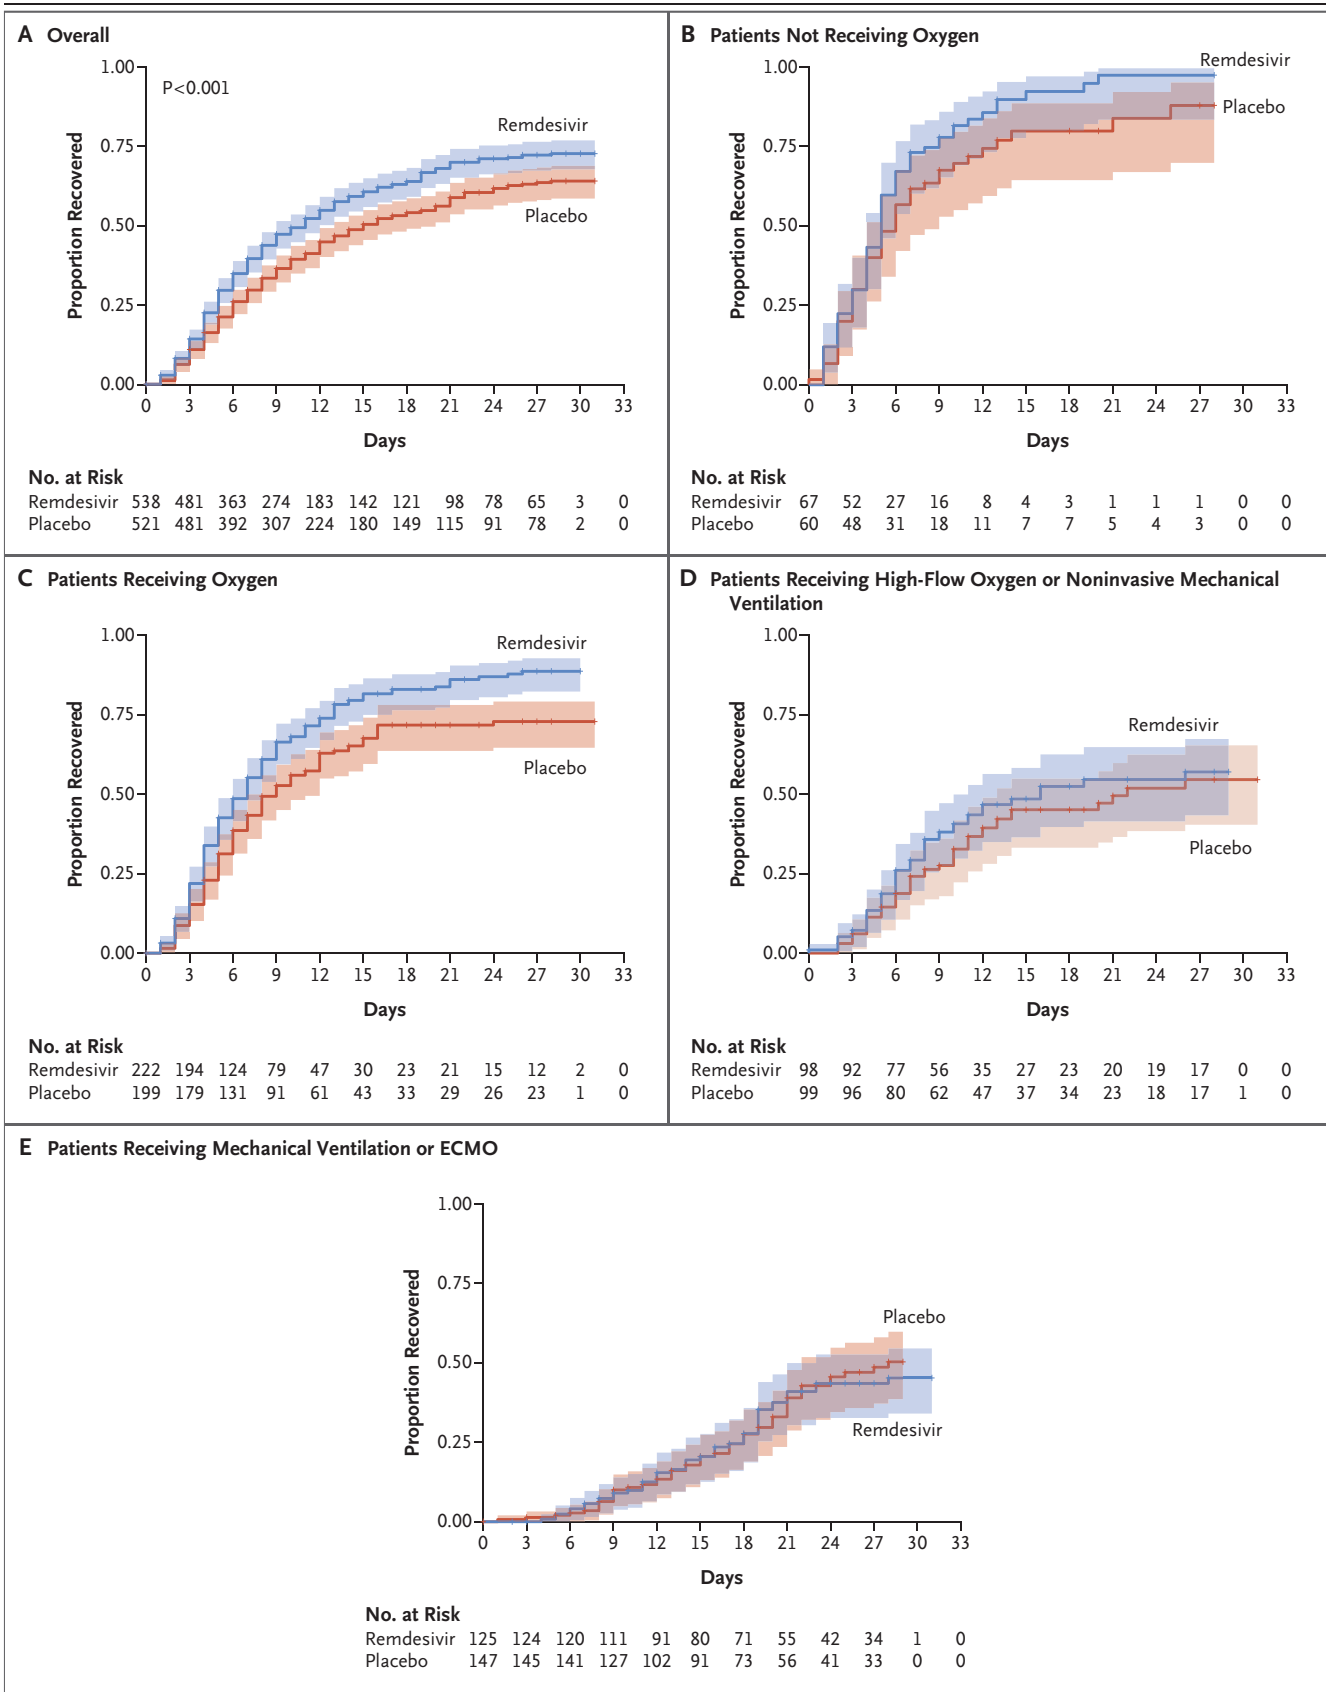 A Overall
P<0.001
1.00
0.75
0.50
0.25
0.00
Proportion Recovered
Remdesivir
Placebo
0 3 6 9 12 15 18 21 24 27 30 33
Days
No. at Risk
Remdesivir 538 481 363 274 183 142 121 98 78 65 3 0
Placebo 521 481 392 307 224 180 149 115 91 78 2 0
B Patients Not Receiving Oxygen
1.00
0.75
0.50
0.25
0.00
Proportion Recovered
Remdesivir
Placebo
0 3 6 9 12 15 18 21 24 27 30 33
Days
No. at Risk
Remdesivir 67 52 27 16 8 4 3 1 1 1 0 0
Placebo 60 48 31 18 11 7 7 5 4 3 0 0
C Patients Receiving Oxygen
1.00
0.75
0.50
0.25
0.00
Proportion Recovered
Remdesivir
Placebo
0 3 6 9 12 15 18 21 24 27 30 33
Days
No. at Risk
Remdesivir 222 194 124 79 47 30 23 21 15 12 2 0
Placebo 199 179 131 91 61 43 33 29 26 23 1 0
D Patients Receiving High-Flow Oxygen or Noninvasive Mechanical
Ventilation
1.00
0.75
0.50
0.25
0.00
Proportion Recovered
Remdesivir
Placebo
0 3 6 9 12 15 18 21 24 27 30 33
Days
No. at Risk
Remdesivir 98 92 77 56 35 27 23 20 19 17 0 0
Placebo 99 96 80 62 47 37 34 23 18 17 1 0
E Patients Receiving Mechanical Ventilation or ECMO
1.00
0.75
0.50
0.25
0.00
Proportion Recovered
Placebo
Remdesivir
0 3 6 9 12 15 18 21 24 27 30 33
Days
No. at Risk
Remdesivir 125 124 120 111 91 80 71 55 42 34 1 0
Placebo 147 145 141 127 102 91 73 56 41 33 0 0